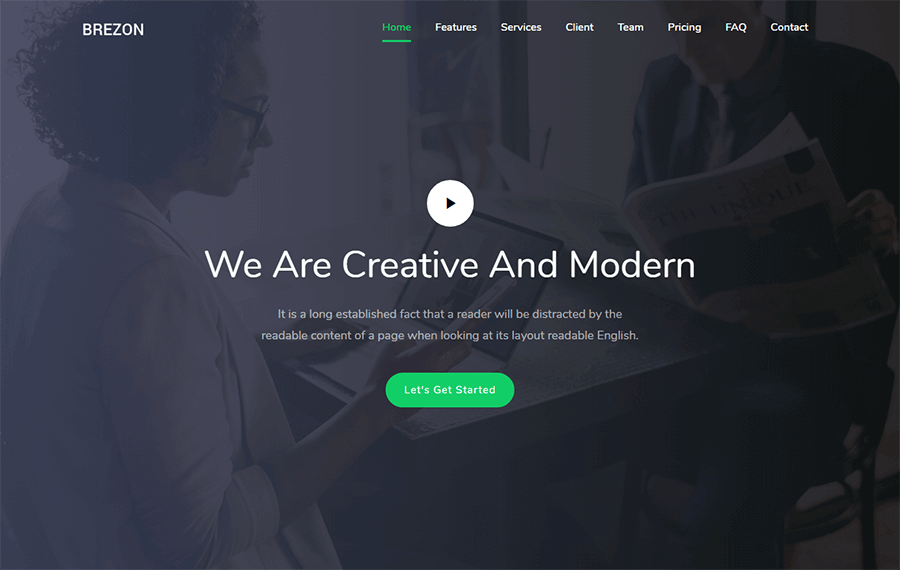 BREZON
Home Features Services Client Team Pricing FAQ Contact
THE UNIQUE
We Are Creative And Modern
It is a long established fact that a reader will be distracted by the
readable content of a page when looking at its layout readable English.
Let's Get Started